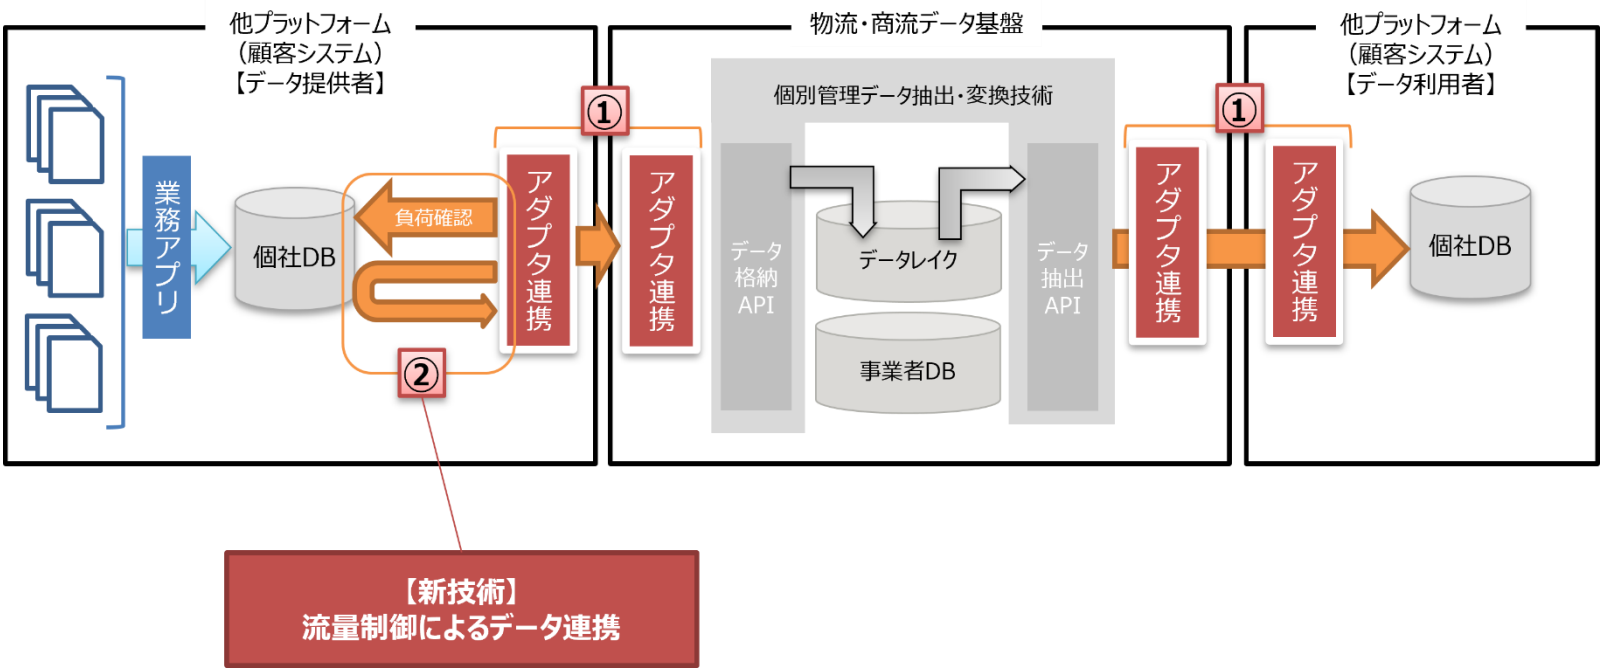 他プラットフォーム
（顧客システム）
【データ提供者】
業務アプリ
個社DB
負荷確認
②
アダプタ連携
①
物流・商流データ基盤
アダプタ連携
個別管理データ抽出・変換技術
データ
格納
API
データレイク
事業者DB
データ
抽出
API
アダプタ連携
①
他プラットフォーム
（顧客システム）
【データ利用者】
アダプタ連携
個社DB
【新技術】
流量制御によるデータ連携